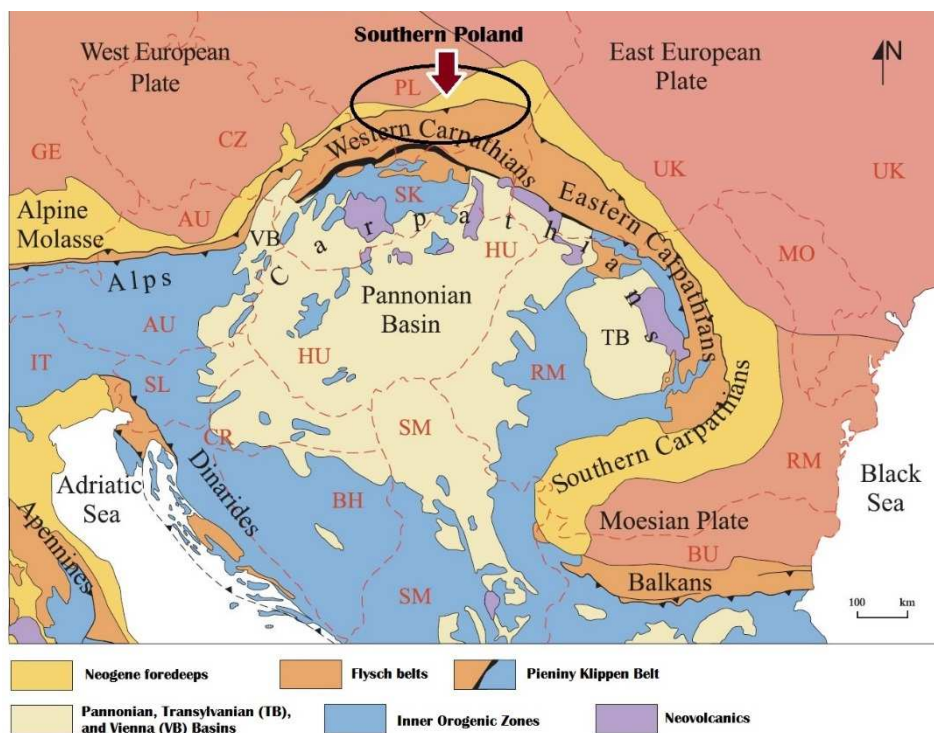 Southern Poland
West European
Plate
East European
Plate
N
PL
CZ
GE
Western Carpathians
UK
UK
SK
AU
Alpine
Molasse
VB
Carpathians
HU
Eastern Carpathians
MO
Alps
Pannonian
Basin
AU
TB
IT
HU
RM
SL
SM
CR
Southern Carpathians
RM
Black
Sea
Adriatic
Sea
Dinarides
BH
Moesian Plate
BU
Apennines
Balkans
SM
100 km
Neogene foredeeps
Flysch belts
Pieniny Klippen Belt
Pannonian, Transylvanian (TB),
and Vienna (VB) Basins
Inner Orogenic Zones
Neovolcanics